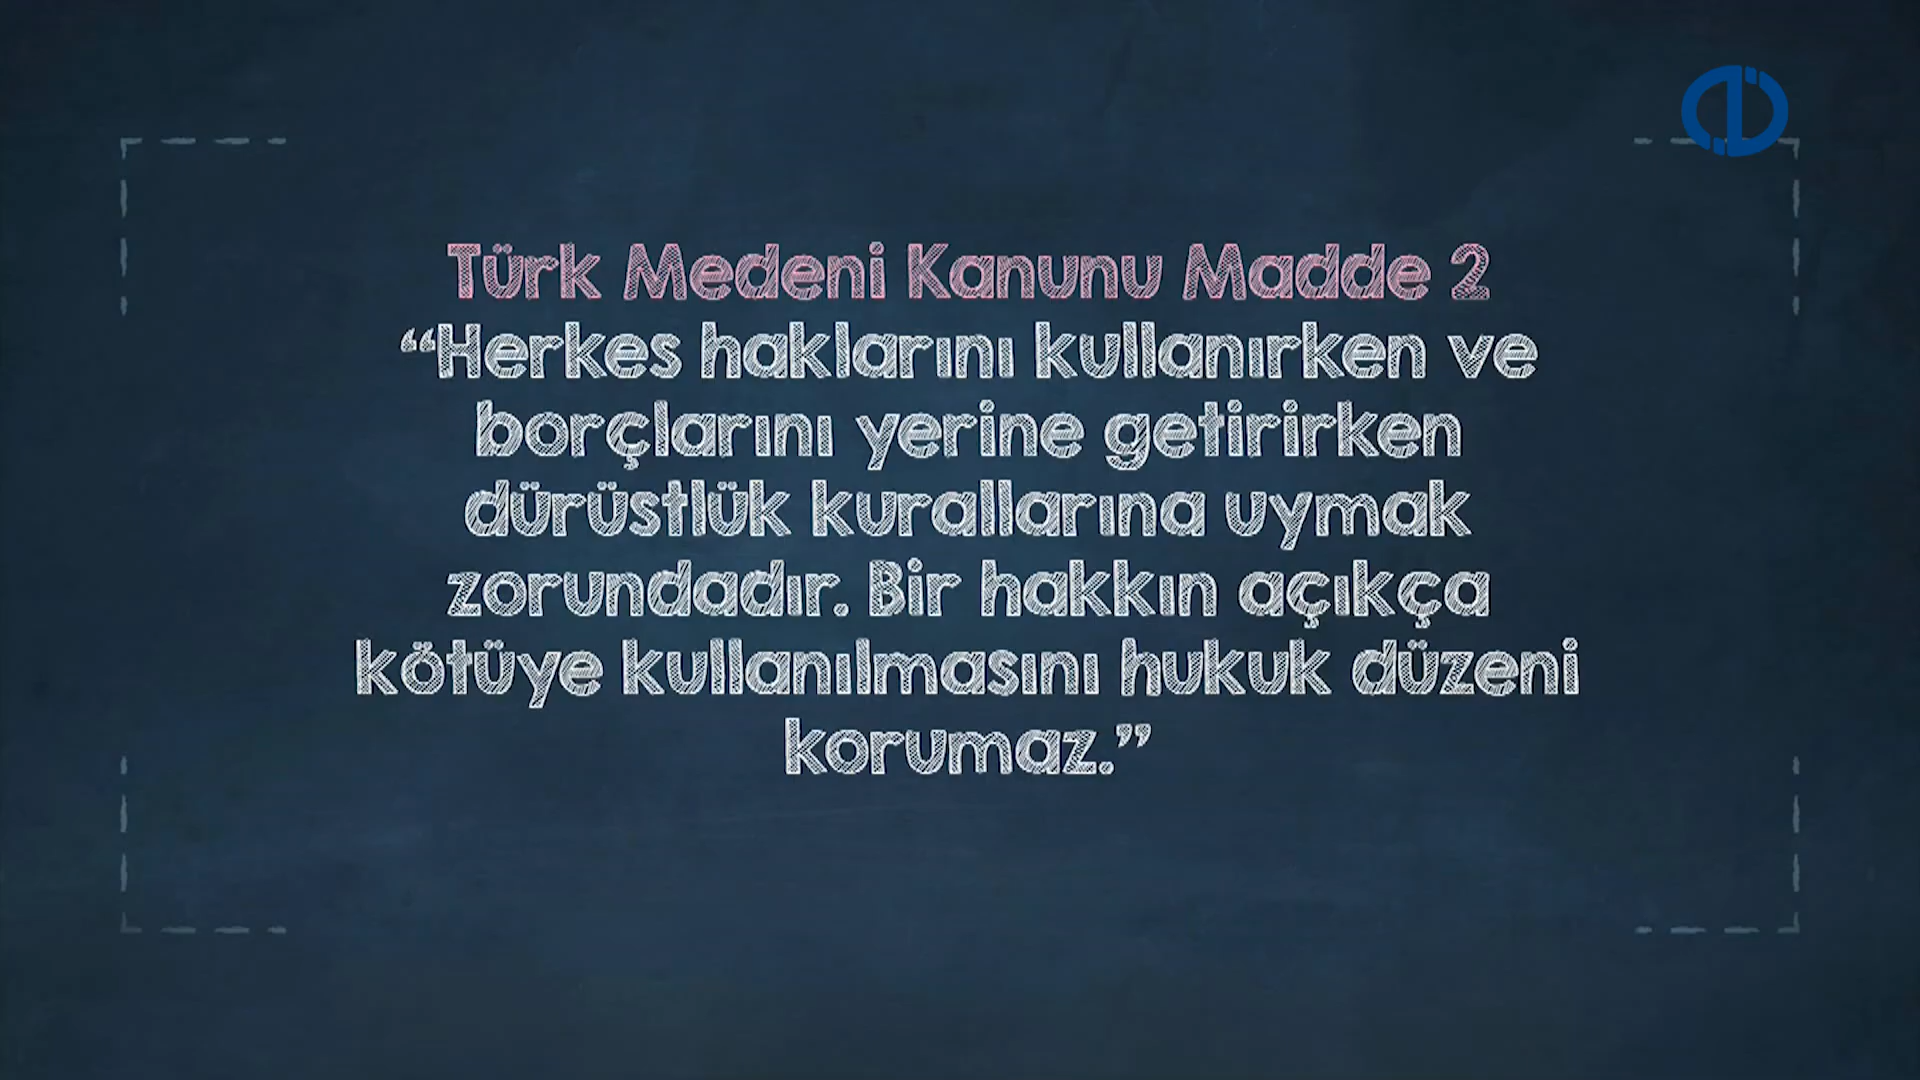 Türk Medeni Kanunu Madde 2
“Herkes haklarını kullanırken ve
borçlarını yerine getirirken
dürüstlük kurallarına uymak
zorundadır. Bir hakkın açıkça
kötüye kullanılmasını hukuk düzeni
korumaz.”